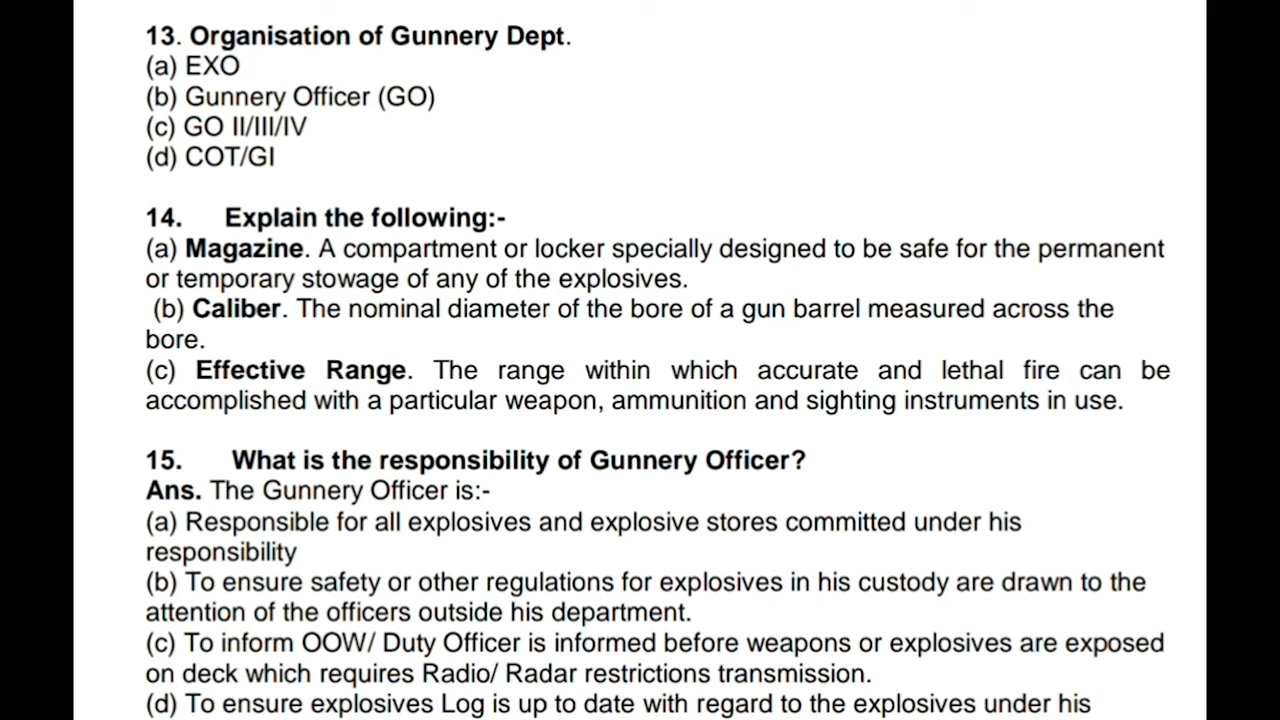 13. Organisation of Gunnery Dept.
(a) EXO
(b) Gunnery Officer (GO)
(c) GO II/III/IV
(d) COT/GI
14. Explain the following:-
(a) Magazine. A compartment or locker specially designed to be safe for the permanent
or temporary stowage of any of the explosives.
(b) Caliber. The nominal diameter of the bore of a gun barrel measured across the
bore.
(c) Effective Range. The range within which accurate and lethal fire can be
accomplished with a particular weapon, ammunition and sighting instruments in use.
15. What is the responsibility of Gunnery Officer?
Ans. The Gunnery Officer is:-
(a) Responsible for all explosives and explosive stores committed under his
responsibility
(b) To ensure safety or other regulations for explosives in his custody are drawn to the
attention of the officers outside his department.
(c) To inform OOW/ Duty Officer is informed before weapons or explosives are exposed
on deck which requires Radio/ Radar restrictions transmission.
(d) To ensure explosives Log is up to date with regard to the explosives under his